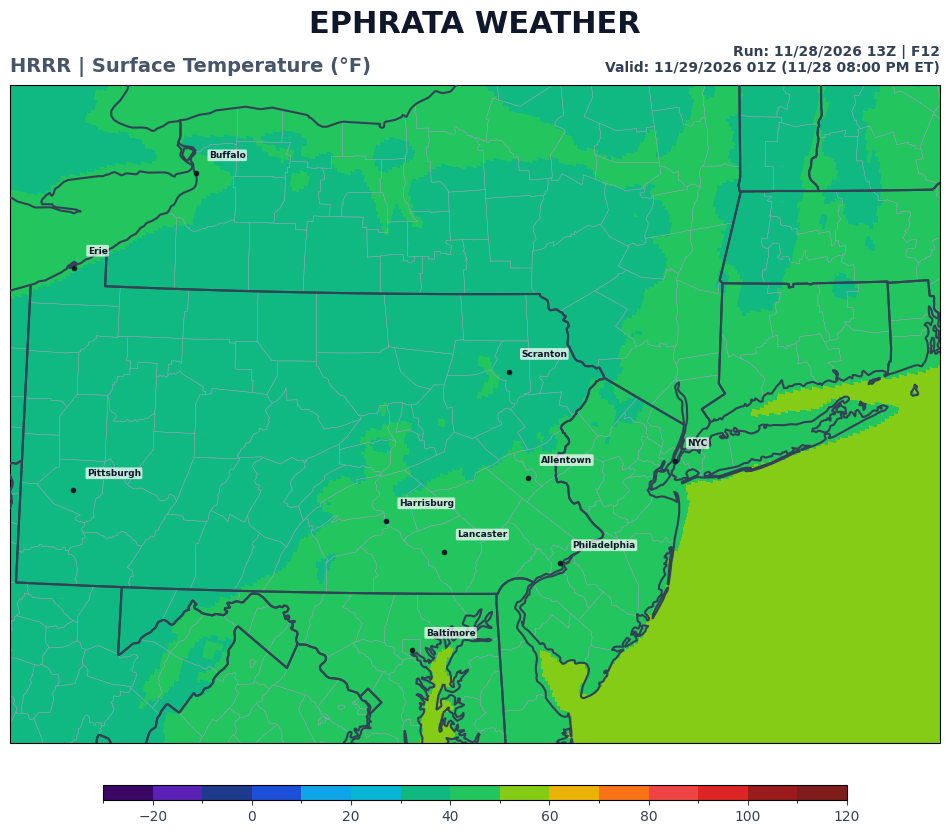 EPHRATA WEATHER
HRRR | Surface Temperature (°F)
Run: 11/28/2026 13Z | F12
Valid: 11/29/2026 01Z (11/28 08:00 PM ET)
Buffalo
Erie
Scranton
NYC
Allentown
Pittsburgh
Harrisburg
Lancaster
Philadelphia
Baltimore
−20 0 20 40 60 80 100 120